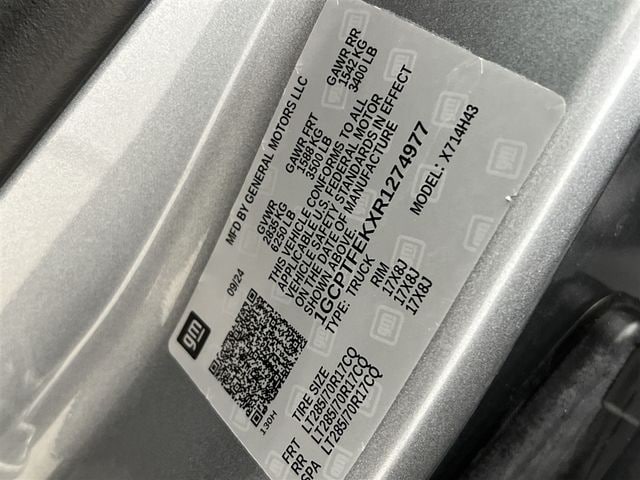 gm
MFD BY GENERAL MOTORS LLC
09/24
GVWR
2835 KG
6250 LB
GAWR FRT
1588 KG
3500 LB
GAWR RR
1542 KG
3400 LB
THIS VEHICLE CONFORMS TO ALL
APPLICABLE U.S. FEDERAL MOTOR
VEHICLE SAFETY STANDARDS IN EFFECT
ON THE DATE OF MANUFACTURE
SHOWN ABOVE.
1GCPTFEKXR1274977
TYPE: TRUCK
MODEL: X714H43
130H
TIRE SIZE
RIM
FRT LT285/70R17CQ 17X8J
RR LT285/70R17CQ 17X8J
SPA LT285/70R17CQ 17X8J